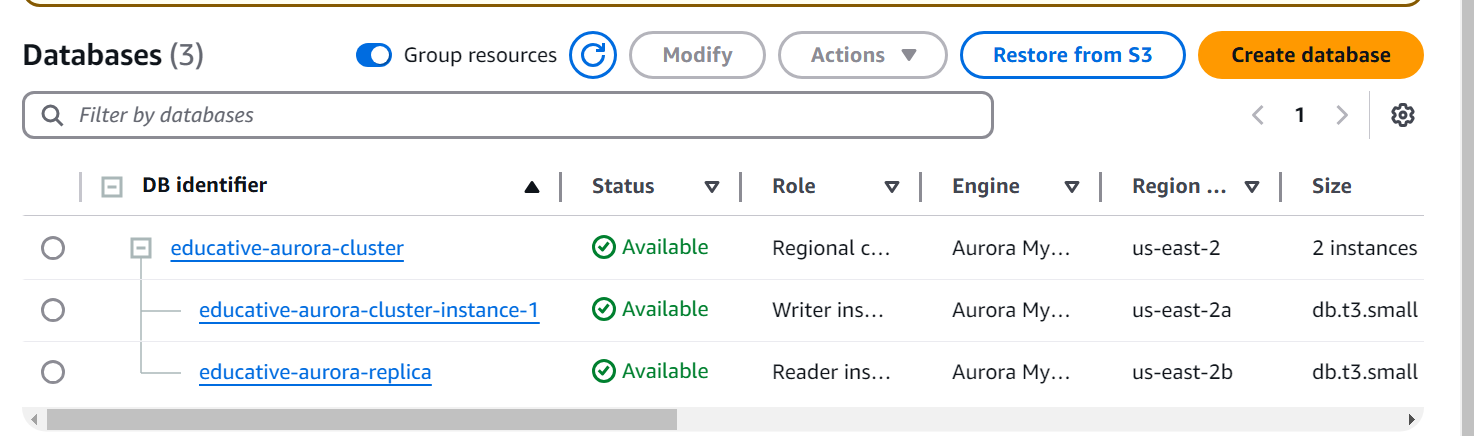 Databases (3) Group resources Modify Actions Restore from S3 Create database
Filter by databases 1
DB identifier Status Role Engine Region ... Size
educative-aurora-cluster Available Regional c... Aurora My... us-east-2 2 instances
educative-aurora-cluster-instance-1 Available Writer ins... Aurora My... us-east-2a db.t3.small
educative-aurora-replica Available Reader ins... Aurora My... us-east-2b db.t3.small